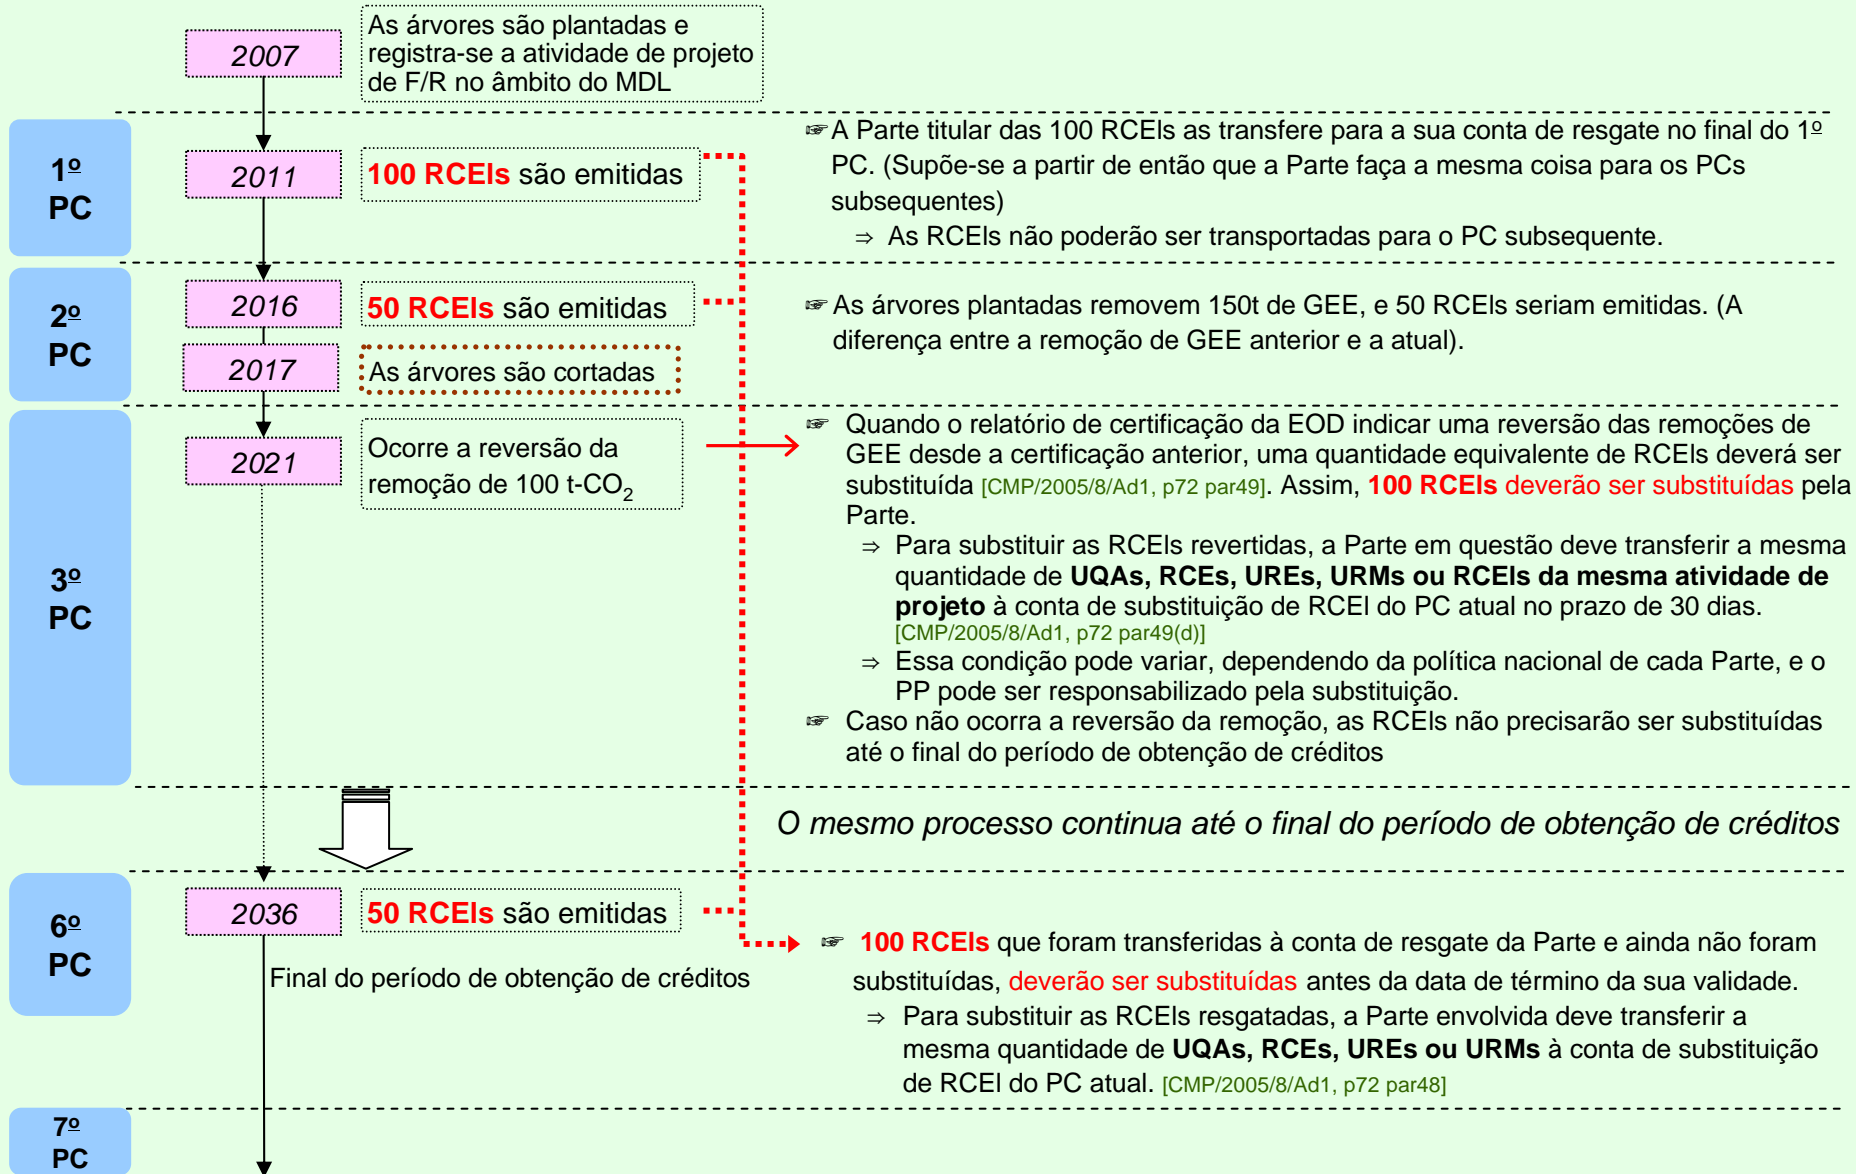 2007
As árvores são plantadas e
registra-se a atividade de projeto
de F/R no âmbito do MDL
1º
PC
2011
100 RCEls são emitidas
☞A Parte titular das 100 RCEls as transfere para a sua conta de resgate no final do 1º
PC. (Supõe-se a partir de então que a Parte faça a mesma coisa para os PCs
subsequentes)
⇒ As RCEls não poderão ser transportadas para o PC subsequente.
2º
PC
2016
50 RCEls são emitidas
☞As árvores plantadas removem 150t de GEE, e 50 RCEls seriam emitidas. (A
diferença entre a remoção de GEE anterior e a atual).
2017
As árvores são cortadas
3º
PC
2021
Ocorre a reversão da
remoção de 100 t-CO₂
☞ Quando o relatório de certificação da EOD indicar uma reversão das remoções de
GEE desde a certificação anterior, uma quantidade equivalente de RCEls deverá ser
substituída [CMP/2005/8/Ad1, p72 par49]. Assim, 100 RCEls deverão ser substituídas pela
Parte.
⇒ Para substituir as RCEls revertidas, a Parte em questão deve transferir a mesma
quantidade de UQAs, RCEs, UREs, URMs ou RCEls da mesma atividade de
projeto à conta de substituição de RCEl do PC atual no prazo de 30 dias.
[CMP/2005/8/Ad1, p72 par49(d)]
⇒ Essa condição pode variar, dependendo da política nacional de cada Parte, e o
PP pode ser responsabilizado pela substituição.
☞ Caso não ocorra a reversão da remoção, as RCEls não precisarão ser substituídas
até o final do período de obtenção de créditos
O mesmo processo continua até o final do período de obtenção de créditos
6º
PC
2036
50 RCEls são emitidas
Final do período de obtenção de créditos
☞ 100 RCEls que foram transferidas à conta de resgate da Parte e ainda não foram
substituídas, deverão ser substituídas antes da data de término da sua validade.
⇒ Para substituir as RCEls resgatadas, a Parte envolvida deve transferir a
mesma quantidade de UQAs, RCEs, UREs ou URMs à conta de substituição
de RCEl do PC atual. [CMP/2005/8/Ad1, p72 par48]
7º
PC